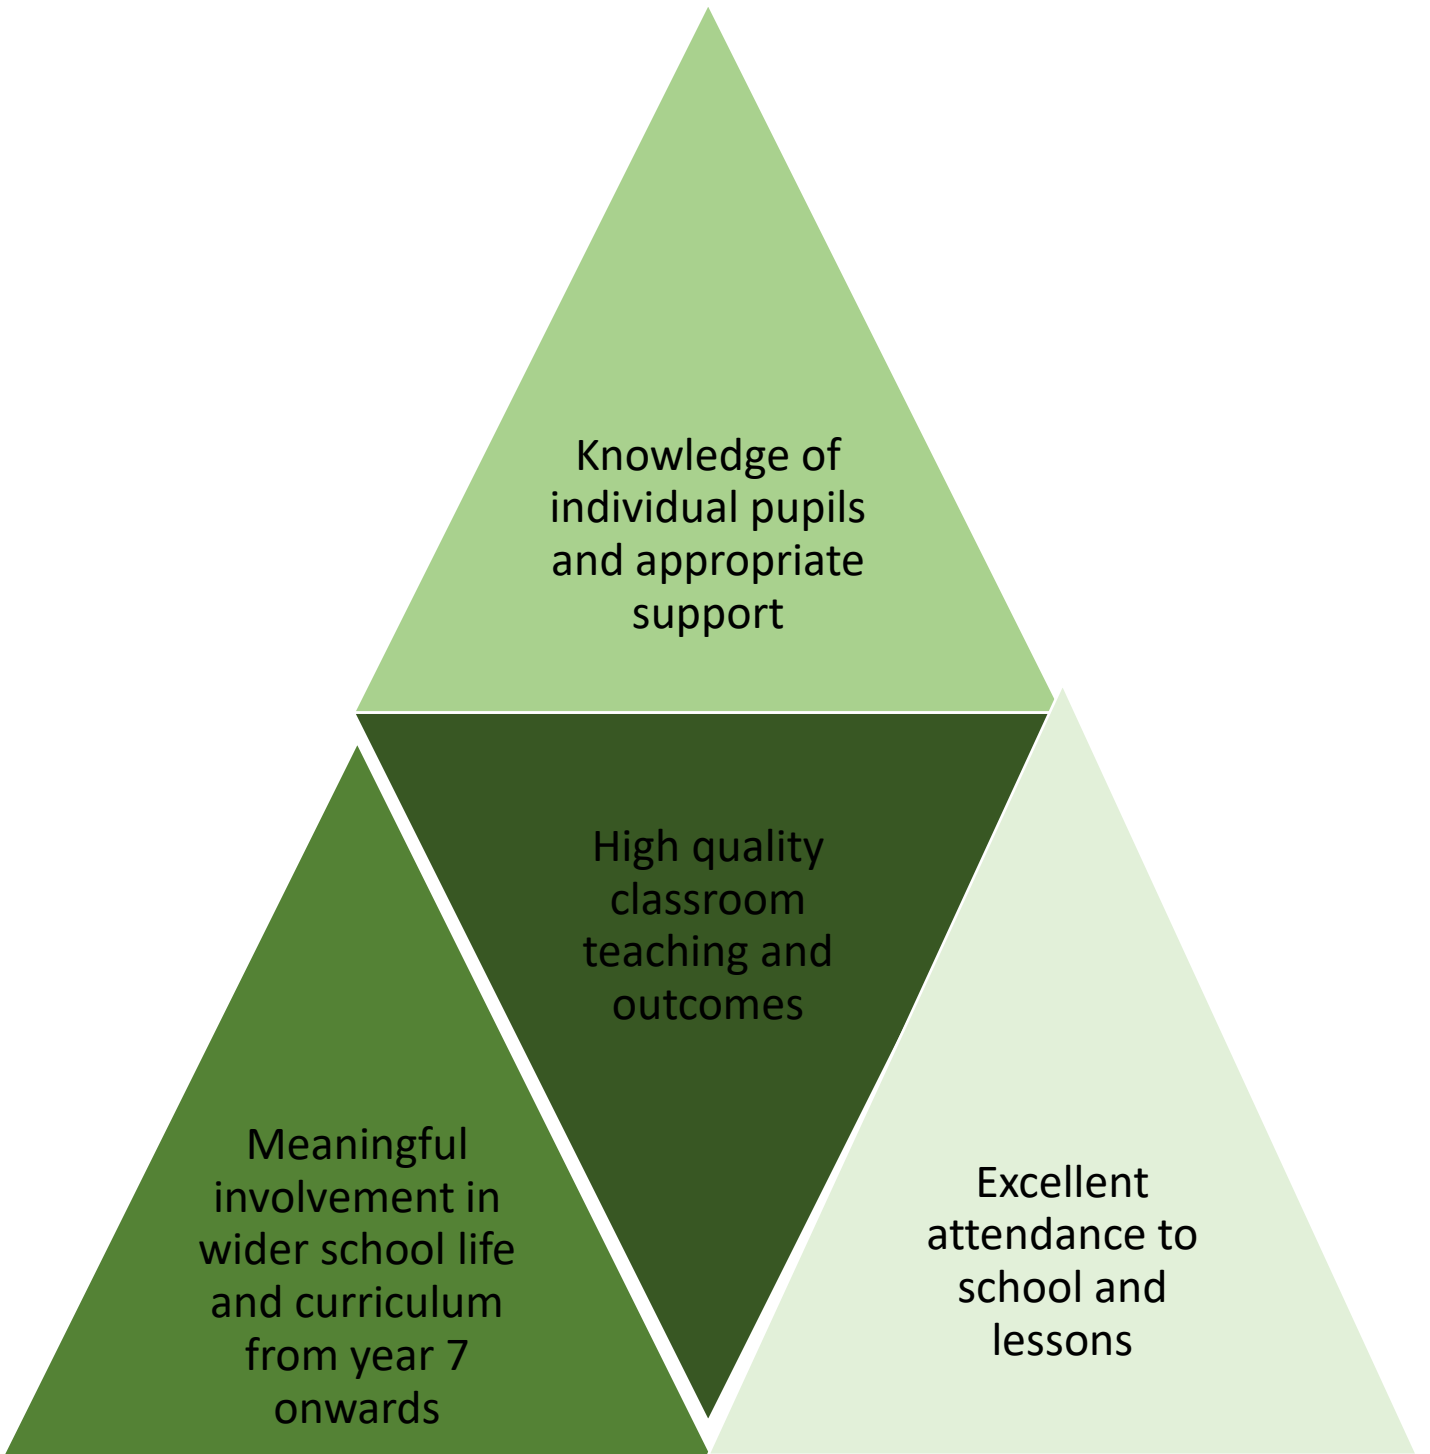 Knowledge of
individual pupils
and appropriate
support
High quality
classroom
teaching and
outcomes
Meaningful
involvement in
wider school life
and curriculum
from year 7
onwards
Excellent
attendance to
school and
lessons